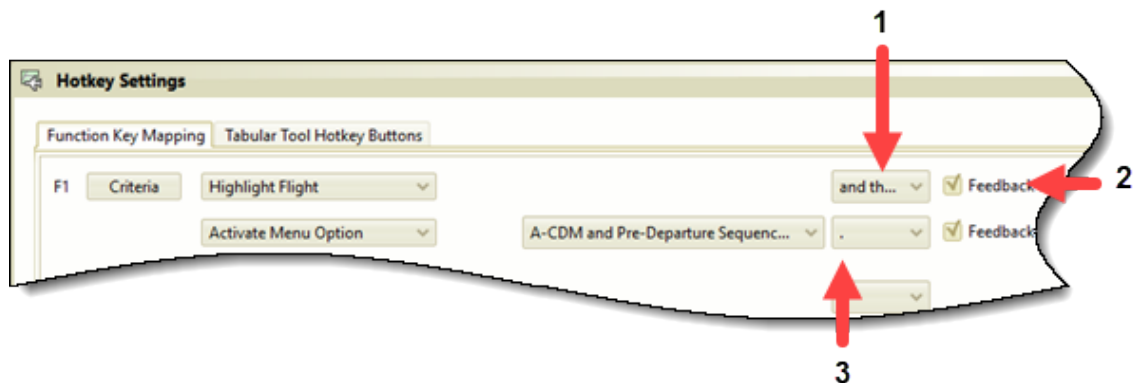 1
Hotkey Settings
Function Key Mapping Tabular Tool Hotkey Buttons
F1 Criteria Highlight Flight and th... Feedback 2
Activate Menu Option A-CDM and Pre-Departure Sequenc... . Feedback
3